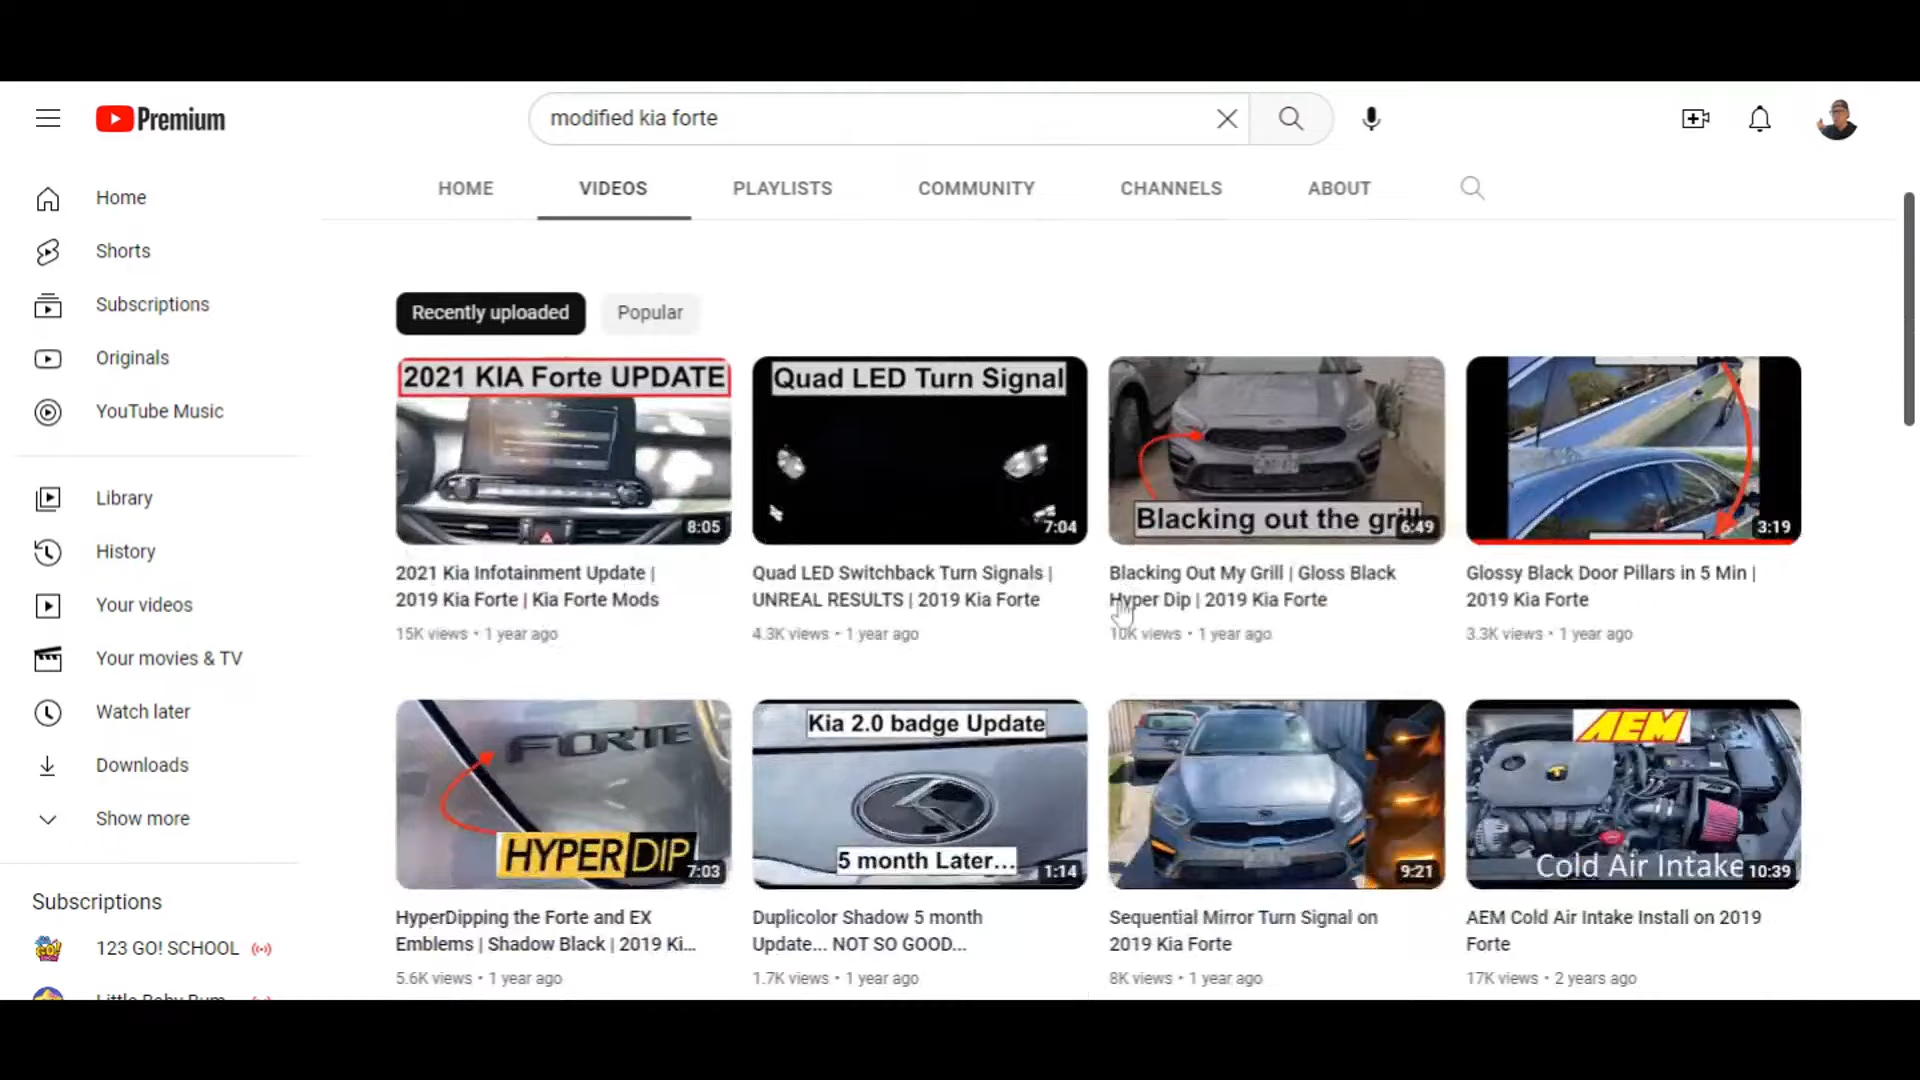 Premium
modified kia forte
HOME VIDEOS PLAYLISTS COMMUNITY CHANNELS ABOUT
Home
Shorts
Subscriptions
Originals
YouTube Music
Library
History
Your videos
Your movies & TV
Watch later
Downloads
Show more
Subscriptions
123 GO! SCHOOL
Little Baby Bum
Recently uploaded Popular
2021 KIA Forte UPDATE
8:05
2021 Kia Infotainment Update |
2019 Kia Forte | Kia Forte Mods
15K views • 1 year ago
Quad LED Turn Signal
7:04
Quad LED Switchback Turn Signals |
UNREAL RESULTS | 2019 Kia Forte
4.3K views • 1 year ago
Blacking out the grill
6:49
Blacking Out My Grill | Gloss Black
Hyper Dip | 2019 Kia Forte
10K views • 1 year ago
3:19
Glossy Black Door Pillars in 5 Min |
2019 Kia Forte
3.3K views • 1 year ago
FORTE
HYPER DIP
7:03
HyperDipping the Forte and EX
Emblems | Shadow Black | 2019 Ki...
5.6K views • 1 year ago
Kia 2.0 badge Update
5 month Later...
1:14
Duplicolor Shadow 5 month
Update... NOT SO GOOD...
1.7K views • 1 year ago
9:21
Sequential Mirror Turn Signal on
2019 Kia Forte
8K views • 1 year ago
AEM
Cold Air Intake
10:39
AEM Cold Air Intake Install on 2019
Forte
17K views • 2 years ago